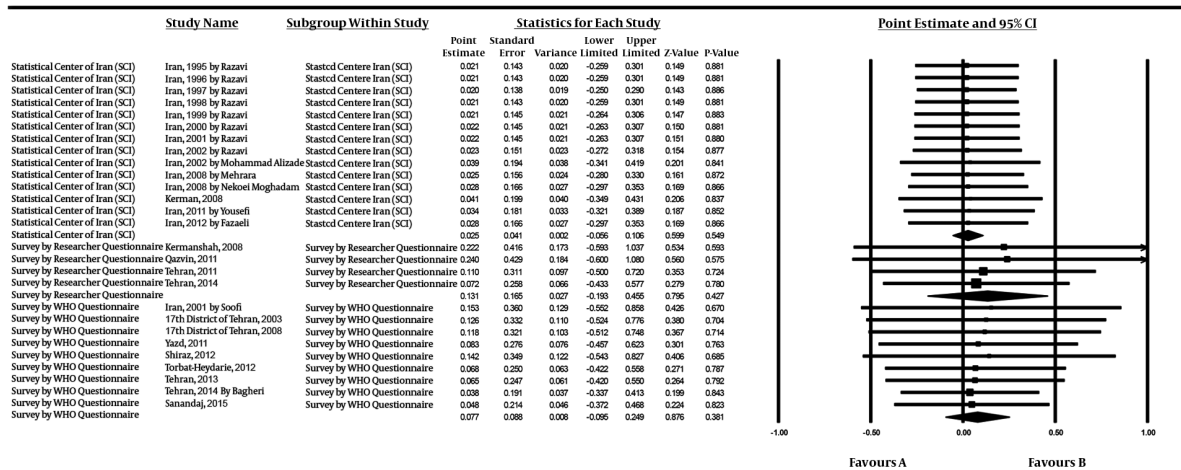 Study Name Subgroup Within Study Statistics for Each Study Point Estimate and 95% CI
Point Standard Lower Upper
Estimate Error Variance Limited Limited Z-Value P-Value
Statistical Center of Iran (SCI) Iran, 1995 by Razavi Stastcd Centere Iran (SCI) 0.021 0.143 0.020 -0.259 0.301 0.149 0.881
Statistical Center of Iran (SCI) Iran, 1996 by Razavi Stastcd Centere Iran (SCI) 0.021 0.143 0.020 -0.259 0.301 0.149 0.881
Statistical Center of Iran (SCI) Iran, 1997 by Razavi Stastcd Centere Iran (SCI) 0.020 0.138 0.019 -0.250 0.290 0.143 0.886
Statistical Center of Iran (SCI) Iran, 1998 by Razavi Stastcd Centere Iran (SCI) 0.021 0.143 0.020 -0.259 0.301 0.149 0.881
Statistical Center of Iran (SCI) Iran, 1999 by Razavi Stastcd Centere Iran (SCI) 0.021 0.145 0.021 -0.264 0.306 0.147 0.883
Statistical Center of Iran (SCI) Iran, 2000 by Razavi Stastcd Centere Iran (SCI) 0.022 0.145 0.021 -0.263 0.307 0.150 0.881
Statistical Center of Iran (SCI) Iran, 2001 by Razavi Stastcd Centere Iran (SCI) 0.022 0.145 0.021 -0.263 0.307 0.151 0.880
Statistical Center of Iran (SCI) Iran, 2002 by Razavi Stastcd Centere Iran (SCI) 0.023 0.151 0.023 -0.272 0.318 0.154 0.877
Statistical Center of Iran (SCI) Iran, 2002 by Mohammad Alizade Stastcd Centere Iran (SCI) 0.039 0.194 0.038 -0.341 0.419 0.201 0.841
Statistical Center of Iran (SCI) Iran, 2008 by Mehrara Stastcd Centere Iran (SCI) 0.025 0.156 0.024 -0.280 0.330 0.161 0.872
Statistical Center of Iran (SCI) Iran, 2008 by Nekoei Moghadam Stastcd Centere Iran (SCI) 0.028 0.166 0.027 -0.297 0.353 0.169 0.866
Statistical Center of Iran (SCI) Kerman, 2008 Stastcd Centere Iran (SCI) 0.041 0.199 0.040 -0.349 0.431 0.206 0.837
Statistical Center of Iran (SCI) Iran, 2011 by Yousefi Stastcd Centere Iran (SCI) 0.034 0.181 0.033 -0.321 0.389 0.187 0.852
Statistical Center of Iran (SCI) Iran, 2012 by Fazaeli Stastcd Centere Iran (SCI) 0.028 0.166 0.027 -0.297 0.353 0.169 0.866
Statistical Center of Iran (SCI) 0.025 0.041 0.002 -0.056 0.106 0.599 0.549
Survey by Researcher Questionnaire Kermanshah, 2008 Survey by Researcher Questionnaire 0.222 0.416 0.173 -0.593 1.037 0.534 0.593
Survey by Researcher Questionnaire Qazvin, 2011 Survey by Researcher Questionnaire 0.240 0.429 0.184 -0.600 1.080 0.560 0.575
Survey by Researcher Questionnaire Tehran, 2011 Survey by Researcher Questionnaire 0.110 0.311 0.097 -0.500 0.720 0.353 0.724
Survey by Researcher Questionnaire Tehran, 2014 Survey by Researcher Questionnaire 0.072 0.258 0.066 -0.433 0.577 0.279 0.780
Survey by Researcher Questionnaire 0.131 0.165 0.027 -0.193 0.455 0.795 0.427
Survey by WHO Questionnaire Iran, 2001 by Soofi Survey by WHO Questionnaire 0.153 0.360 0.129 -0.552 0.858 0.426 0.670
Survey by WHO Questionnaire 17th District of Tehran, 2003 Survey by WHO Questionnaire 0.126 0.332 0.110 -0.524 0.776 0.380 0.704
Survey by WHO Questionnaire 17th District of Tehran, 2008 Survey by WHO Questionnaire 0.118 0.321 0.103 -0.512 0.748 0.367 0.714
Survey by WHO Questionnaire Yazd, 2011 Survey by WHO Questionnaire 0.083 0.276 0.076 -0.457 0.623 0.301 0.763
Survey by WHO Questionnaire Shiraz, 2012 Survey by WHO Questionnaire 0.142 0.349 0.122 -0.543 0.827 0.406 0.685
Survey by WHO Questionnaire Torbat-Heydarie, 2012 Survey by WHO Questionnaire 0.068 0.250 0.063 -0.422 0.558 0.271 0.787
Survey by WHO Questionnaire Tehran, 2013 Survey by WHO Questionnaire 0.065 0.247 0.061 -0.420 0.550 0.264 0.792
Survey by WHO Questionnaire Tehran, 2014 By Bagheri Survey by WHO Questionnaire 0.038 0.191 0.037 -0.337 0.413 0.199 0.843
Survey by WHO Questionnaire Sanandaj, 2015 Survey by WHO Questionnaire 0.048 0.214 0.046 -0.372 0.468 0.224 0.823
Survey by WHO Questionnaire 0.077 0.088 0.008 -0.095 0.249 0.876 0.381
-1.00 -0.50 0.00 0.50 1.00
Favours A Favours B